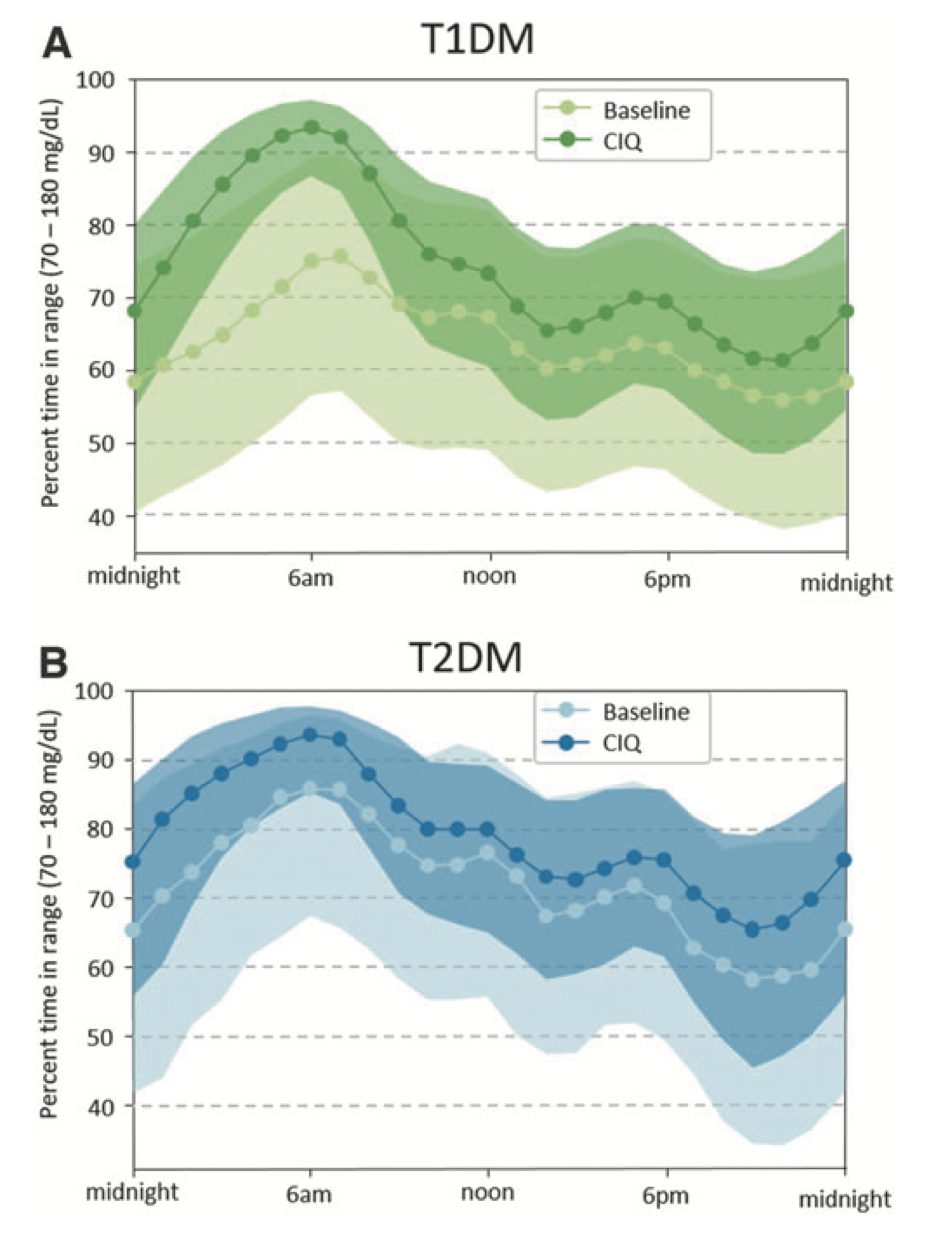 A
T1DM
Percent time in range (70 – 180 mg/dL)
100
90
80
70
60
50
40
Baseline
CIQ
midnight
6am
noon
6pm
midnight
B
T2DM
Percent time in range (70 – 180 mg/dL)
100
90
80
70
60
50
40
Baseline
CIQ
midnight
6am
noon
6pm
midnight